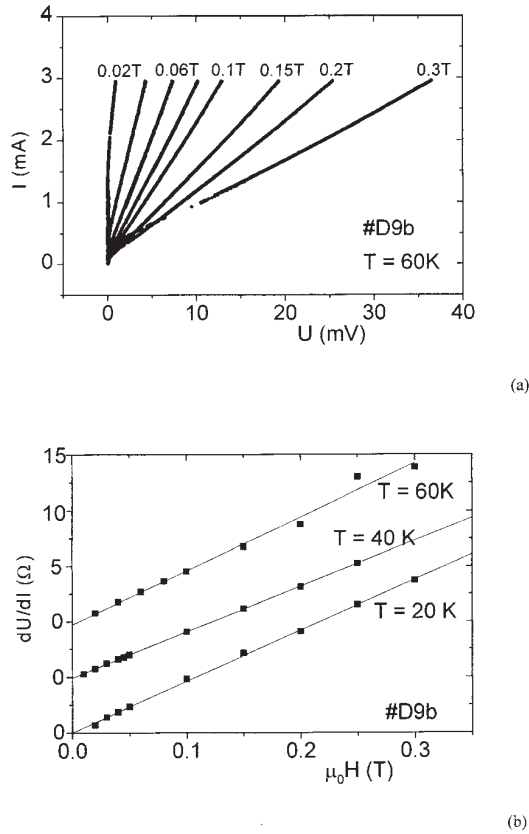 4
3
2
1
0
I (mA)
0.02T 0.06T 0.1T 0.15T 0.2T 0.3T
#D9b
T = 60K
0 10 20 30 40
U (mV)
(a)
15
10
5
0
0
0
dU/dI (Ω)
T = 60K
T = 40 K
T = 20 K
#D9b
0.0 0.1 0.2 0.3
μ₀H (T)
(b)